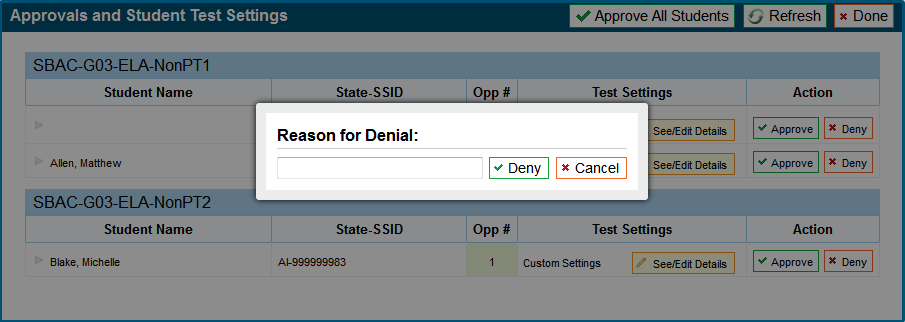 Approvals and Student Test Settings Approve All Students Refresh Done
SBAC-G03-ELA-NonPT1
Student Name State-SSID Opp # Test Settings Action
See/Edit Details Approve Deny
Allen, Matthew See/Edit Details Approve Deny
Reason for Denial:
Deny Cancel
SBAC-G03-ELA-NonPT2
Student Name State-SSID Opp # Test Settings Action
Blake, Michelle AI-999999983 1 Custom Settings See/Edit Details Approve Deny